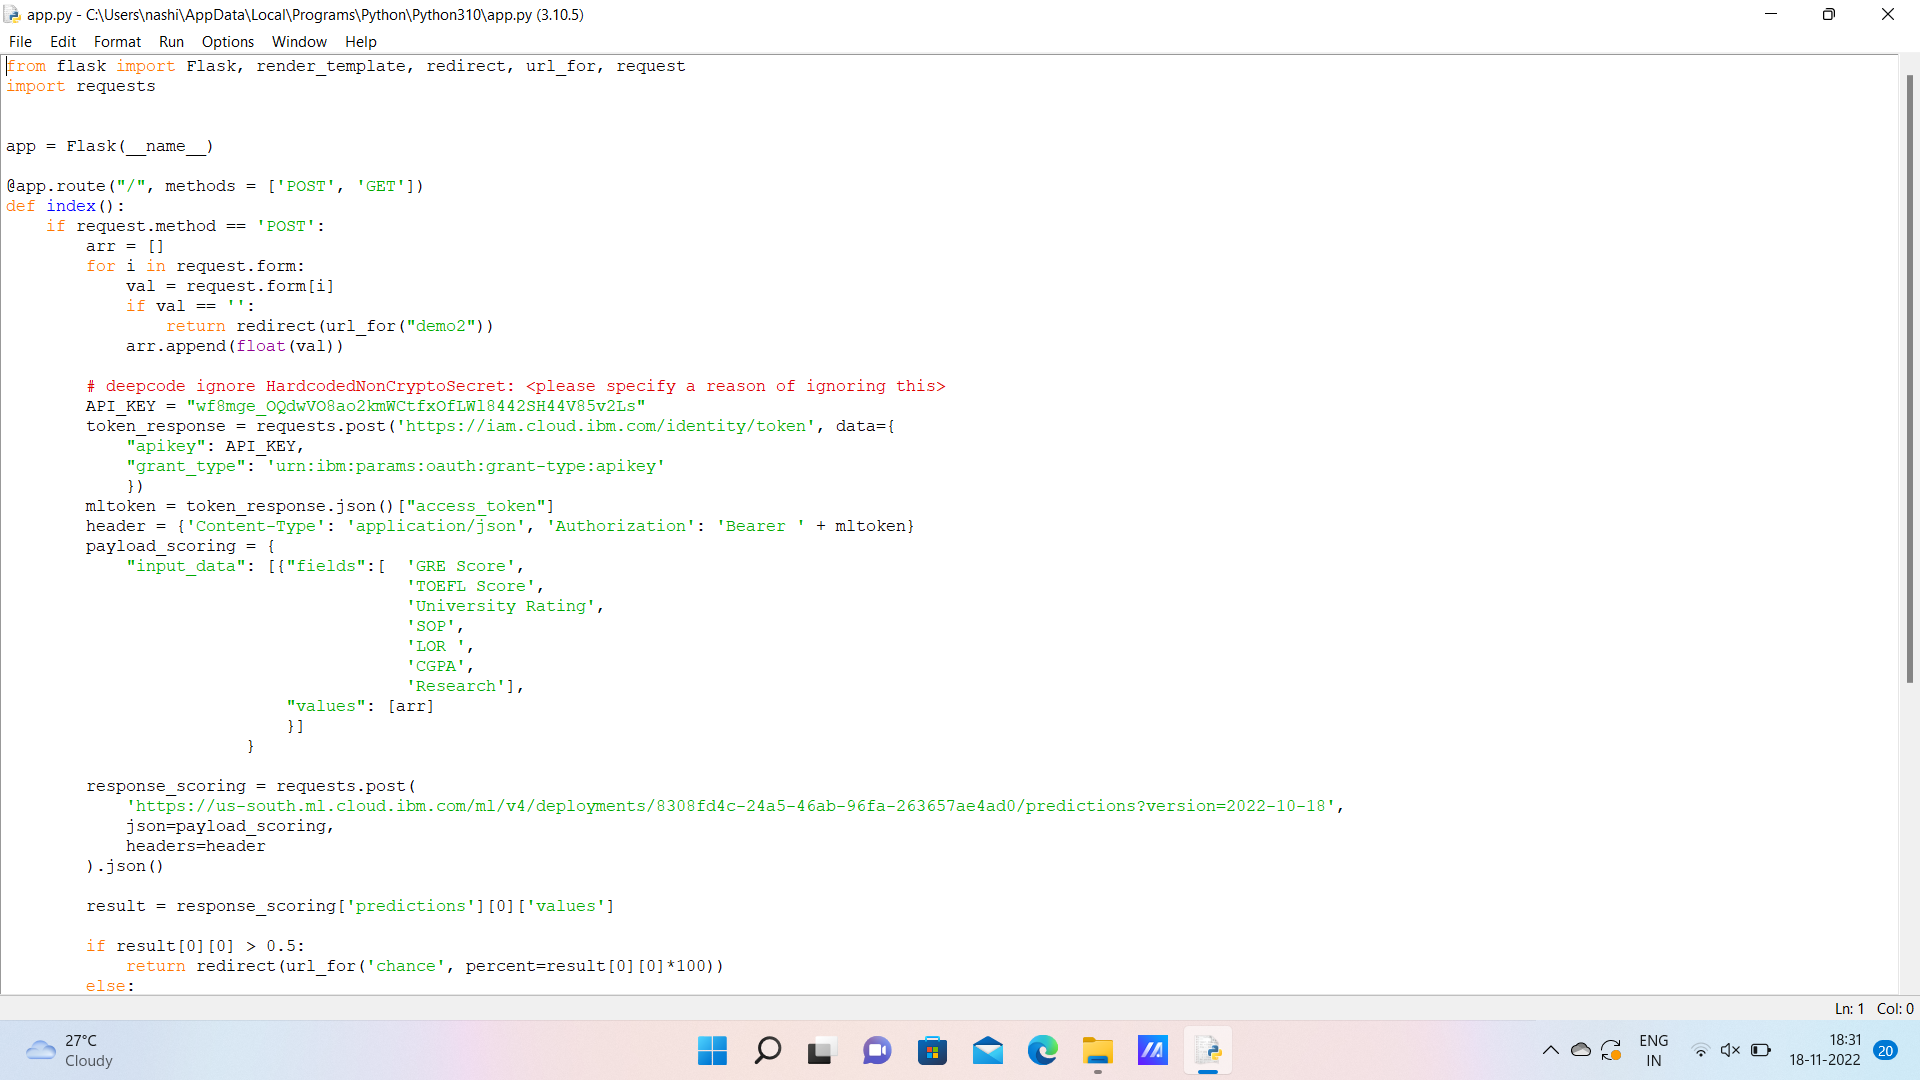 app.py - C:\Users\nashi\AppData\Local\Programs\Python\Python310\app.py (3.10.5)
File Edit Format Run Options Window Help
from flask import Flask, render_template, redirect, url_for, request
import requests
app = Flask(__name__)
@app.route("/", methods = ['POST', 'GET'])
def index():
    if request.method == 'POST':
        arr = []
        for i in request.form:
            val = request.form[i]
            if val == '':
                return redirect(url_for("demo2"))
            arr.append(float(val))
        # deepcode ignore HardcodedNonCryptoSecret: <please specify a reason of ignoring this>
        API_KEY = "wf8mge_OQdwVO8ao2kmWCtfxOfLWl8442SH44V85v2Ls"
        token_response = requests.post('https://iam.cloud.ibm.com/identity/token', data={
            "apikey": API_KEY,
            "grant_type": 'urn:ibm:params:oauth:grant-type:apikey'
            })
        mltoken = token_response.json()["access_token"]
        header = {'Content-Type': 'application/json', 'Authorization': 'Bearer ' + mltoken}
        payload_scoring = {
            "input_data": [{"fields":[  'GRE Score',
                                        'TOEFL Score',
                                        'University Rating',
                                        'SOP',
                                        'LOR ',
                                        'CGPA',
                                        'Research'],
                            "values": [arr]
                            }]
                        }
        response_scoring = requests.post(
            'https://us-south.ml.cloud.ibm.com/ml/v4/deployments/8308fd4c-24a5-46ab-96fa-263657ae4ad0/predictions?version=2022-10-18',
            json=payload_scoring,
            headers=header
        ).json()
        result = response_scoring['predictions'][0]['values']
        if result[0][0] > 0.5:
            return redirect(url_for('chance', percent=result[0][0]*100))
        else:
Ln: 1 Col: 0
27°C
Cloudy
ENG
IN
18:31
18-11-2022
20